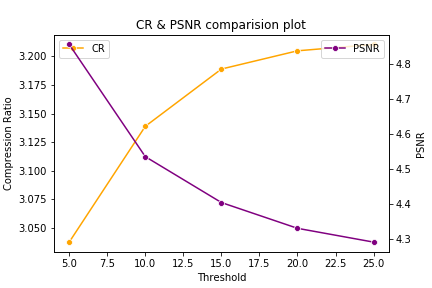 CR & PSNR comparision plot
CR
PSNR
Compression Ratio
3.200
3.175
3.150
3.125
3.100
3.075
3.050
PSNR
4.8
4.7
4.6
4.5
4.4
4.3
5.0 7.5 10.0 12.5 15.0 17.5 20.0 22.5 25.0
Threshold